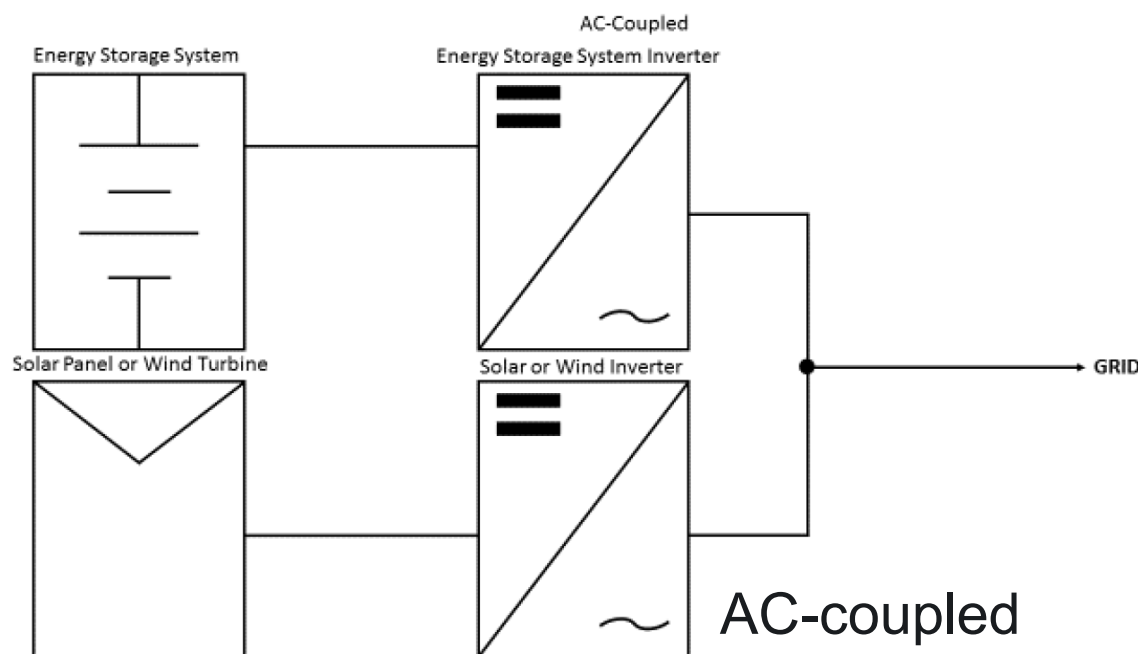 AC-Coupled
Energy Storage System
Energy Storage System Inverter
Solar Panel or Wind Turbine
Solar or Wind Inverter
GRID
AC-coupled